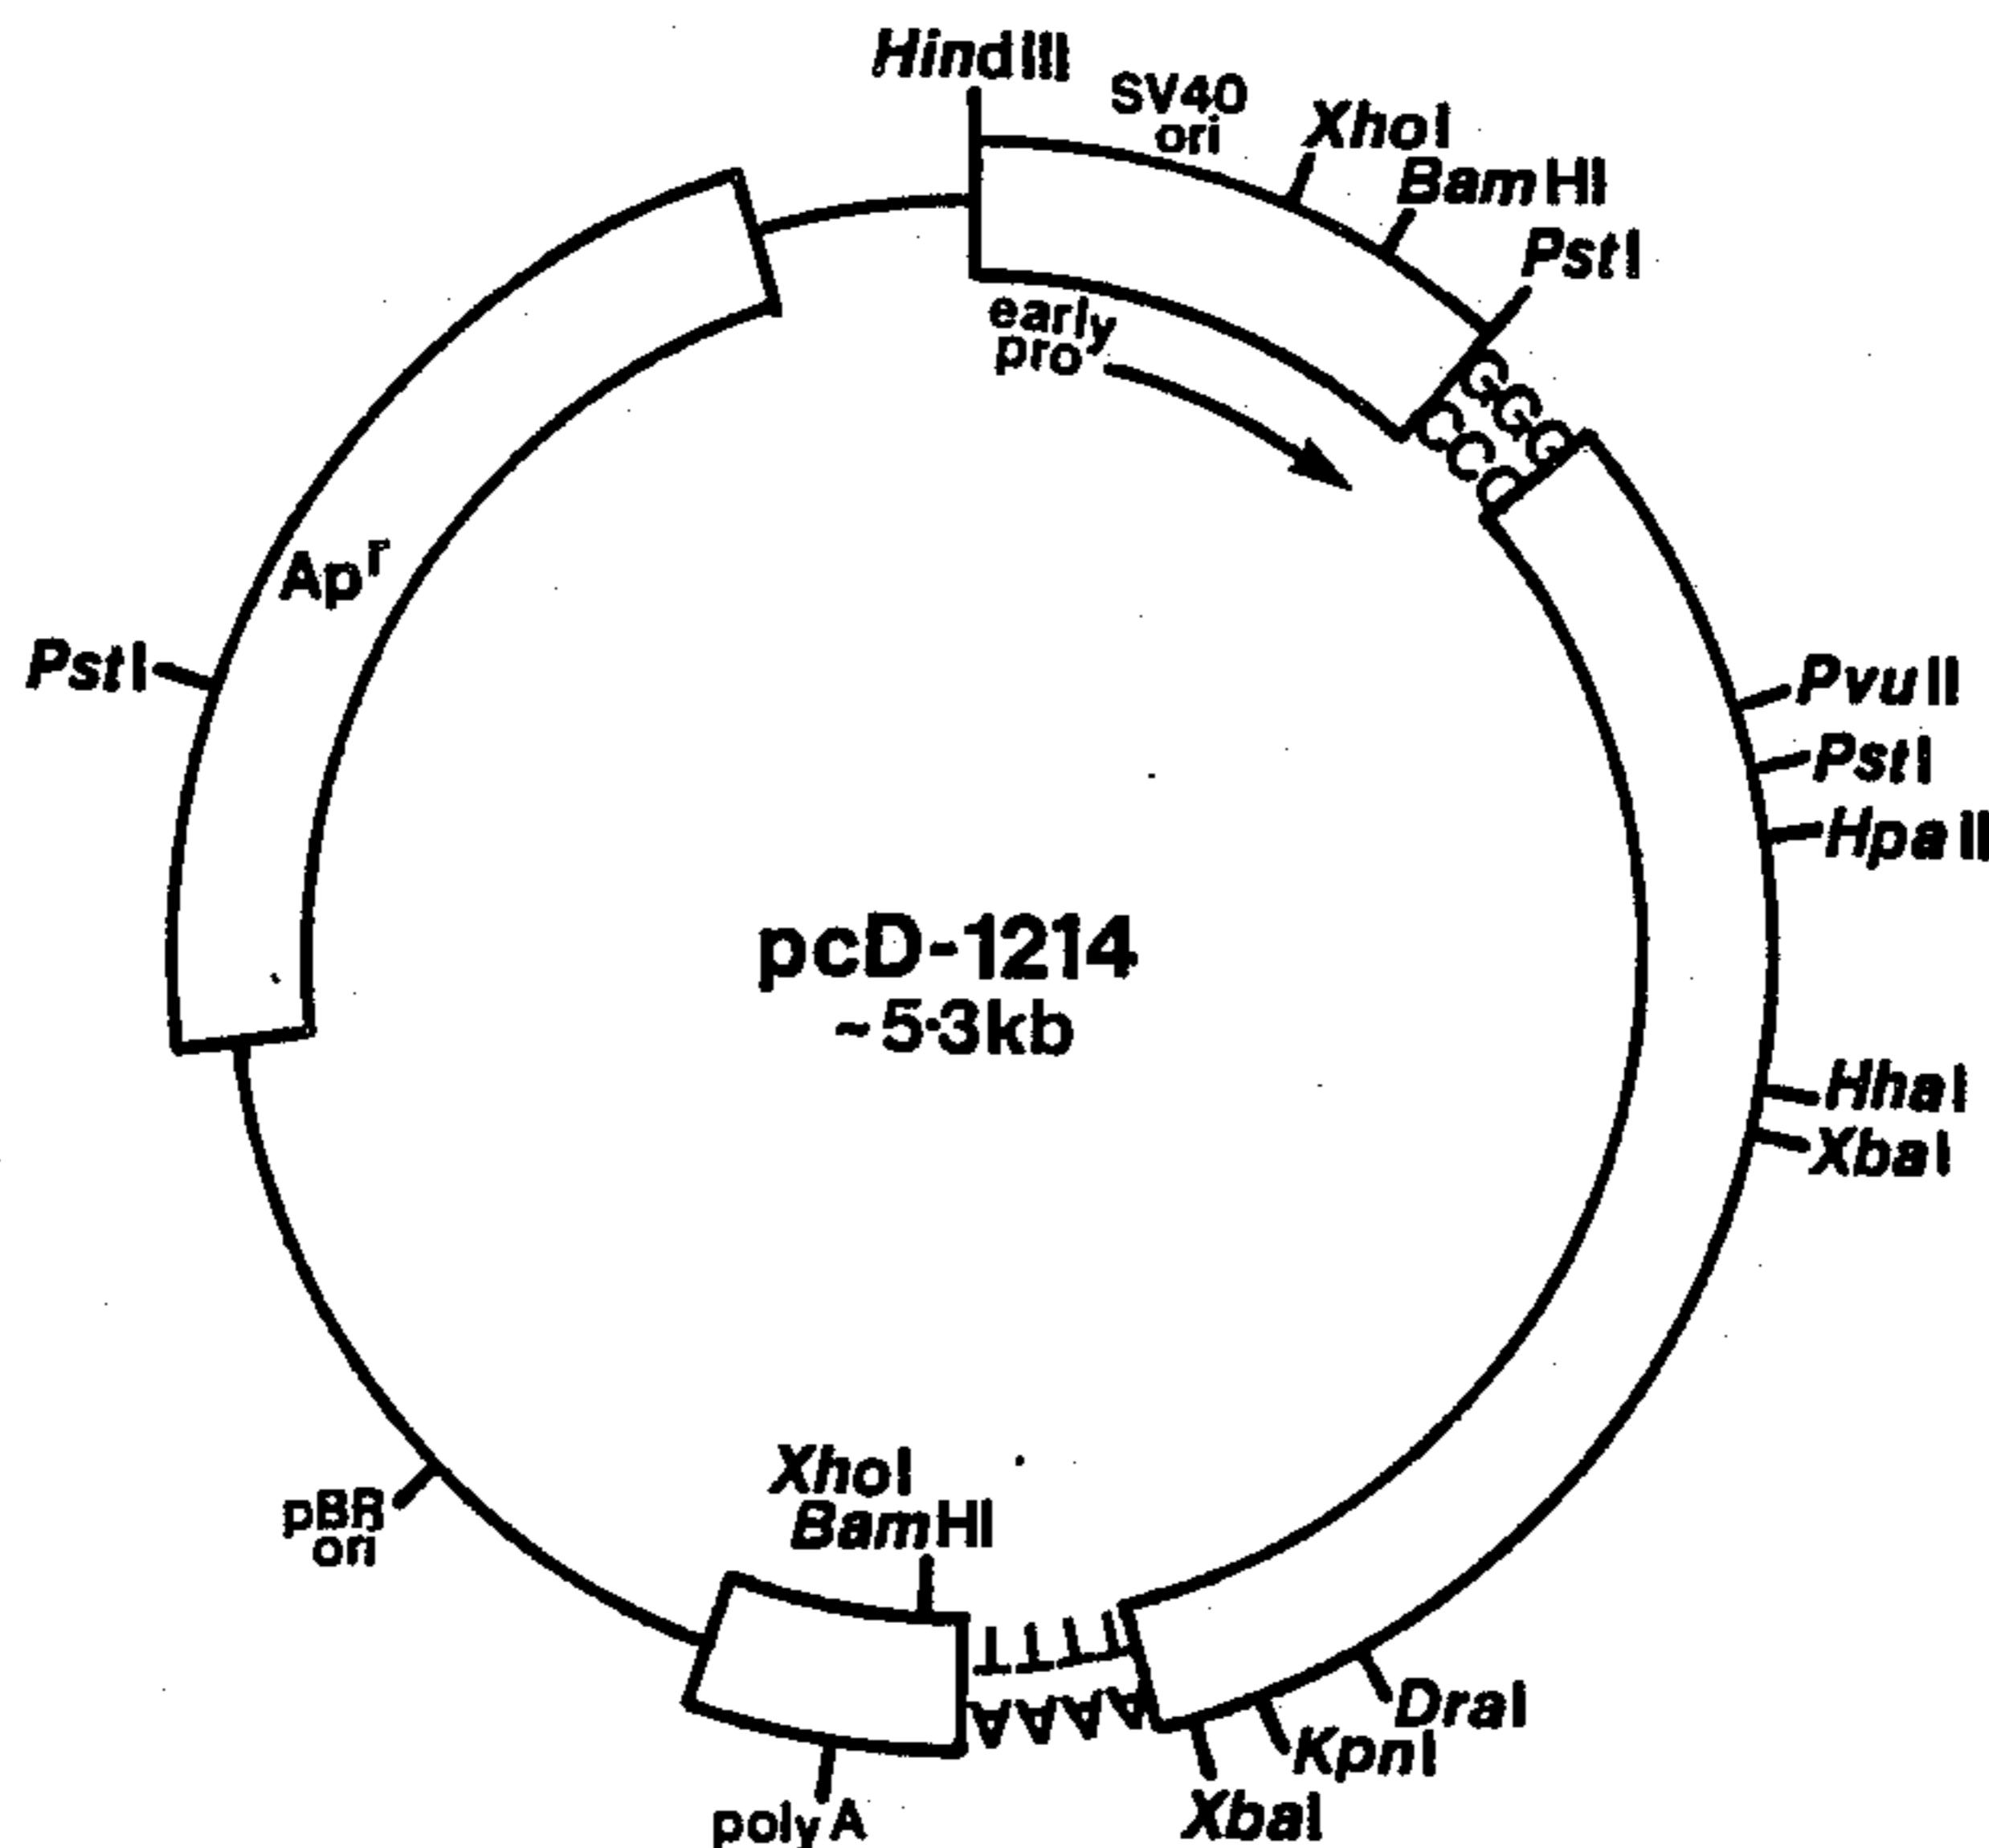 HindIII
SV40
ori
XhoI
BamHI
PstI
early
pro
GGG
CCC
Apr
PstI
PvuII
PstI
HpaII
pcD-1214
~5·3kb
HhaI
XbaI
XhoI
BamHI
pBR
ori
TTTT
AAAA
DraI
KpnI
XbaI
polyA